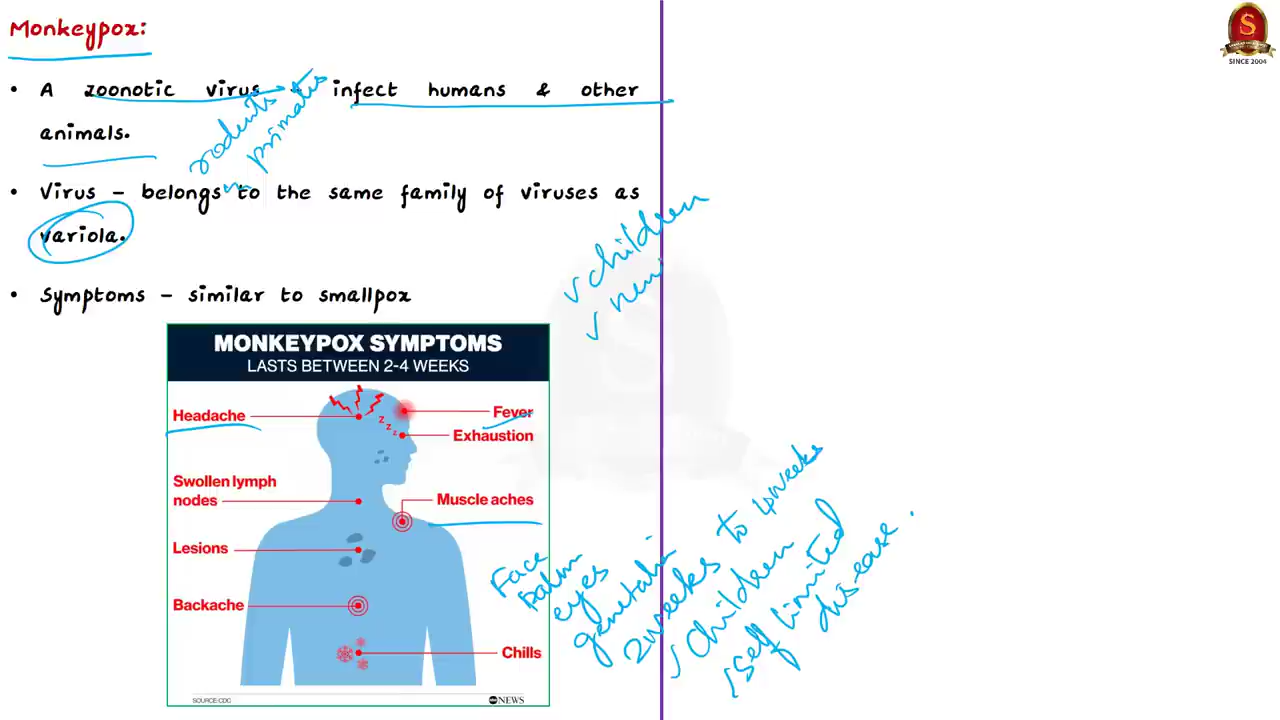 Monkeypox:
• A zoonotic virus - infect humans & other
animals.
rodents
primates
• Virus - belongs to the same family of viruses as
variola.
✓ children
✓ new
• Symptoms - similar to smallpox
MONKEYPOX SYMPTOMS
LASTS BETWEEN 2-4 WEEKS
Headache
Fever
z z z
Exhaustion
Swollen lymph
nodes
Muscle aches
Lesions
Backache
Chills
SOURCE:CDC
abc NEWS
Face
palm
eyes
2 weeks to 4 weeks
✓ children
self limited
disease.
S
SINCE 2004